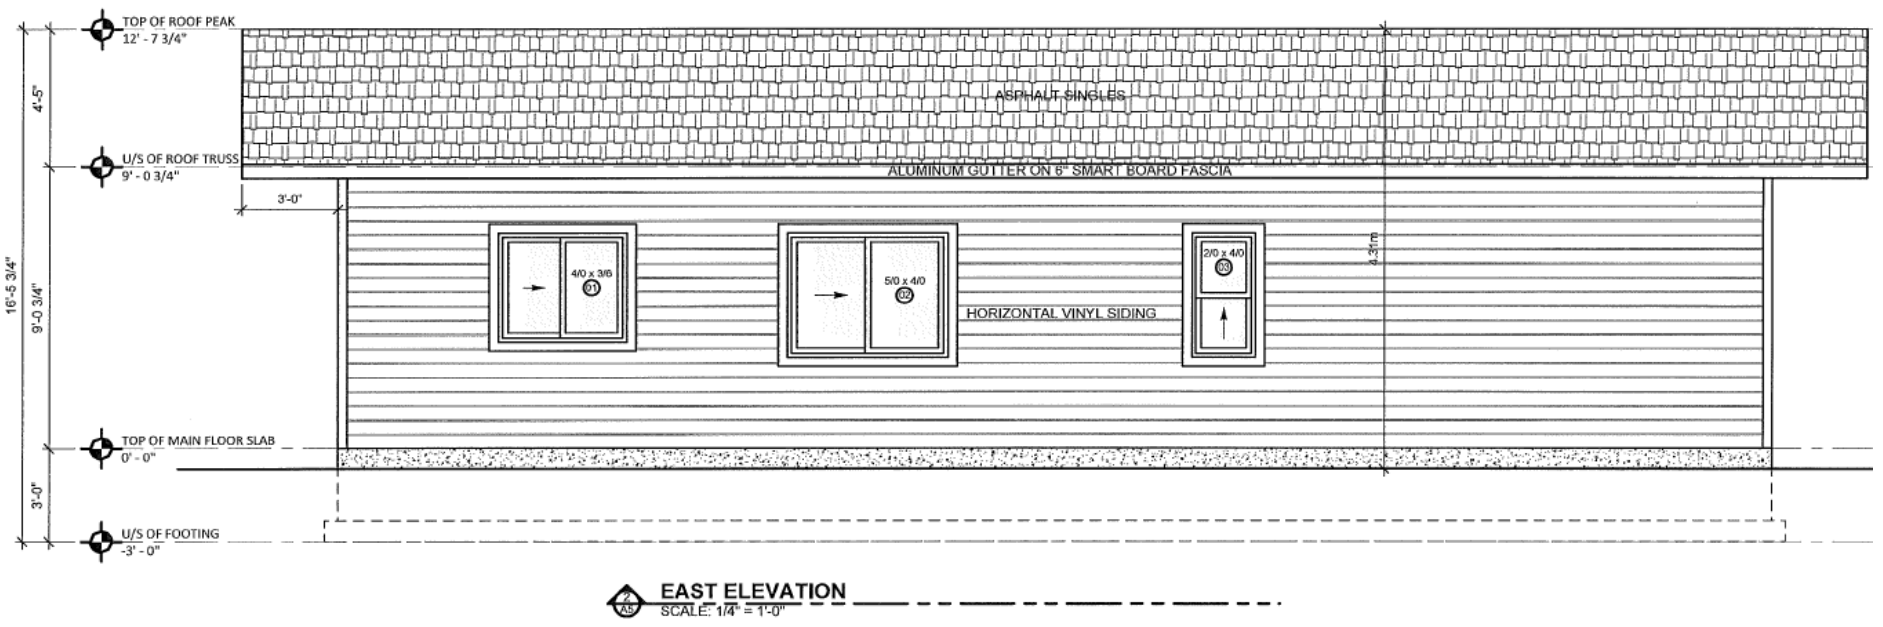 TOP OF ROOF PEAK
12' - 7 3/4"
4'-5"
ASPHALT SINGLES
U/S OF ROOF TRUSS
9' - 0 3/4"
ALUMINUM GUTTER ON 6" SMART BOARD FASCIA
3'-0"
16'-5 3/4"
9'-0 3/4"
4/0 x 3/6
01
5/0 x 4/0
02
2/0 x 4/0
03
4.31m
HORIZONTAL VINYL SIDING
TOP OF MAIN FLOOR SLAB
0' - 0"
3'-0"
U/S OF FOOTING
-3' - 0"
2
A5
EAST ELEVATION
SCALE: 1/4" = 1'-0"